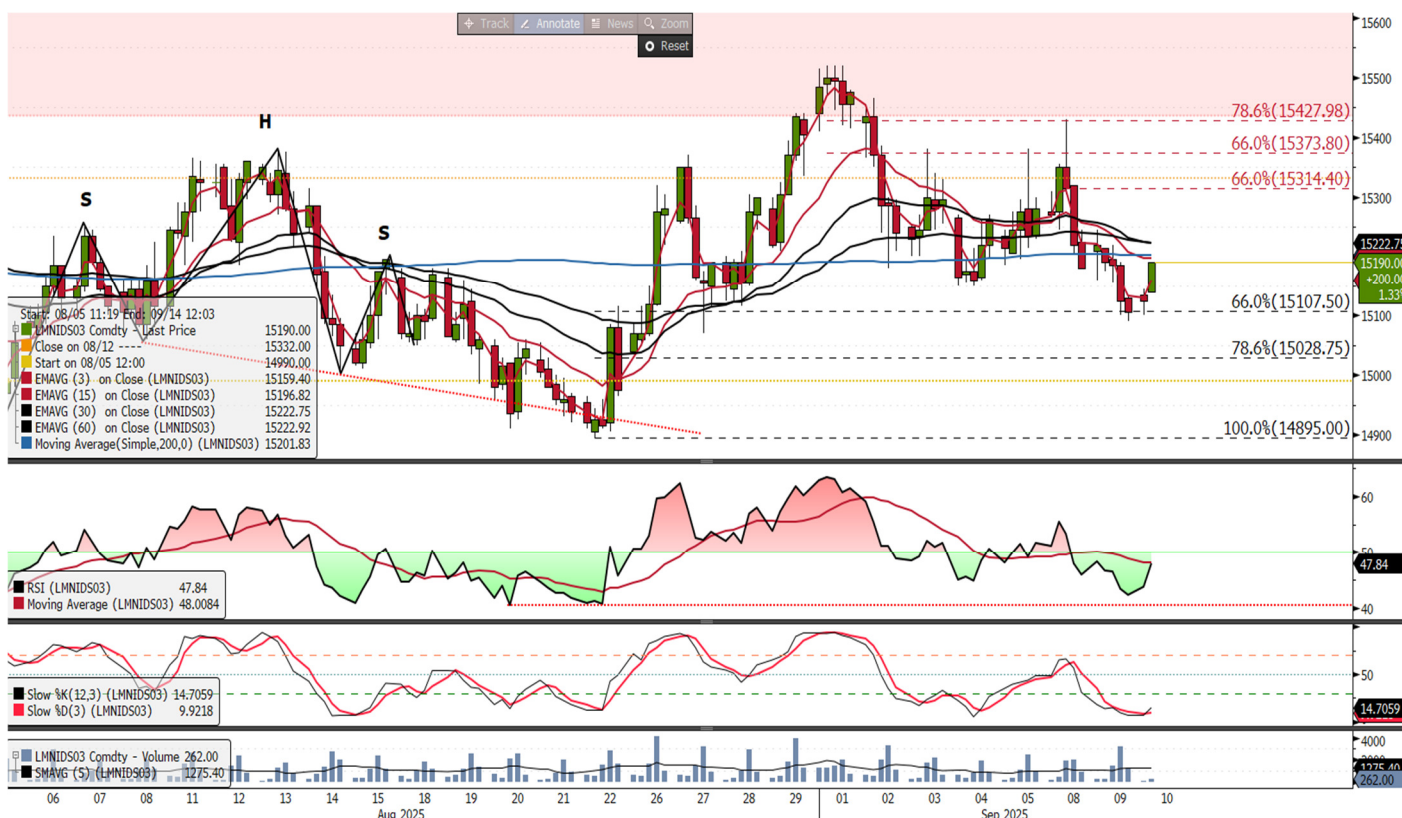 Track Annotate News Zoom
Reset
15600
15500
15400
15300
15100
15000
14900
78.6%(15427.98)
66.0%(15373.80)
66.0%(15314.40)
66.0%(15107.50)
78.6%(15028.75)
100.0%(14895.00)
15222.75
15190.00
+200.00
1.33%
S
H
S
Start: 08/05 11:19 End: 09/14 12:03
LMNIDS03 Comdty - Last Price 15190.00
Close on 08/12 ---- 15332.00
Start on 08/05 12:00 14990.00
EMAVG (3) on Close (LMNIDS03) 15159.40
EMAVG (15) on Close (LMNIDS03) 15196.82
EMAVG (30) on Close (LMNIDS03) 15222.75
EMAVG (60) on Close (LMNIDS03) 15222.92
Moving Average(Simple,200,0) (LMNIDS03) 15201.83
60
50
47.84
40
RSI (LMNIDS03) 47.84
Moving Average (LMNIDS03) 48.0084
50
14.7059
Slow %K(12,3) (LMNIDS03) 14.7059
Slow %D(3) (LMNIDS03) 9.9218
LMNIDS03 Comdty - Volume 262.00
SMAVG (5) (LMNIDS03) 1275.40
4000
1275.40
262.00
06 07 08 11 12 13 14 15 18 19 20 21 22 26 27 28 29 01 02 03 04 05 08 09 10
Aug 2025 Sep 2025